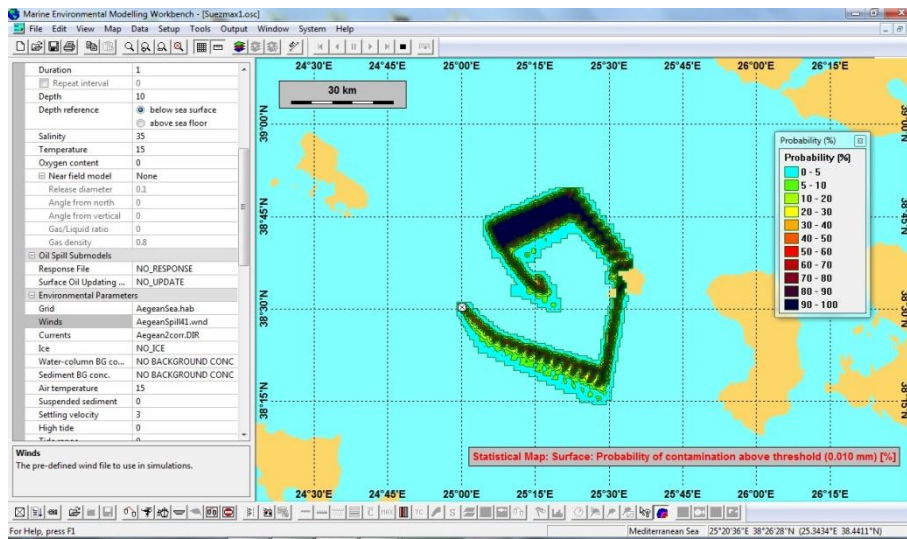 Marine Environmental Modelling Workbench - [Suezmax1.osc]
File Edit View Map Data Setup Tools Output Window System Help
Duration 1
Repeat interval 0
Depth 10
Depth reference below sea surface
above sea floor
Salinity 35
Temperature 15
Oxygen content 0
Near field model None
Release diameter 0.1
Angle from north 0
Angle from vertical 0
Gas/Liquid ratio 0
Gas density 0.8
Oil Spill Submodels
Response File NO_RESPONSE
Surface Oil Updating ... NO_UPDATE
Environmental Parameters
Grid AegeanSea.hab
Winds AegeanSpill41.wnd
Currents Aegean2corr.DIR
Ice NO_ICE
Water-column BG co... NO BACKGROUND CONC
Sediment BG conc. NO BACKGROUND CONC
Air temperature 15
Suspended sediment 0
Settling velocity 3
High tide 0
Tide range 0
Winds
The pre-defined wind file to use in simulations.
24°30'E 24°45'E 25°00'E 25°15'E 25°30'E 25°45'E 26°00'E 26°15'E
30 km
39°00'N
38°45'N
38°30'N
38°15'N
Probability (%)
Probability (%)
0 - 5
5 - 10
10 - 20
20 - 30
30 - 40
40 - 50
50 - 60
60 - 70
70 - 80
80 - 90
90 - 100
Statistical Map: Surface: Probability of contamination above threshold (0.010 mm) [%]
24°30'E 24°45'E 25°00'E 25°15'E 25°30'E 25°45'E 26°00'E 26°15'E
For Help, press F1
Mediterranean Sea 25°20'36"E 38°26'28"N (25.3434°E 38.4411°N)